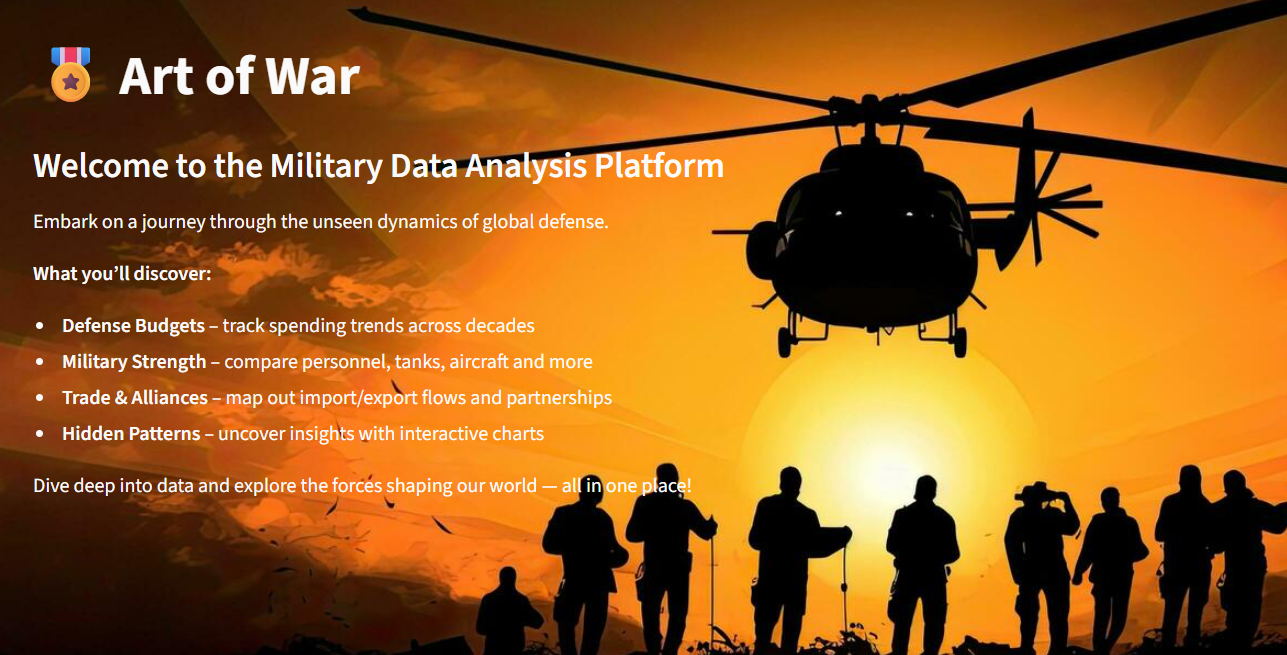 Art of War
Welcome to the Military Data Analysis Platform
Embark on a journey through the unseen dynamics of global defense.
What you’ll discover:
• Defense Budgets – track spending trends across decades
• Military Strength – compare personnel, tanks, aircraft and more
• Trade & Alliances – map out import/export flows and partnerships
• Hidden Patterns – uncover insights with interactive charts
Dive deep into data and explore the forces shaping our world — all in one place!